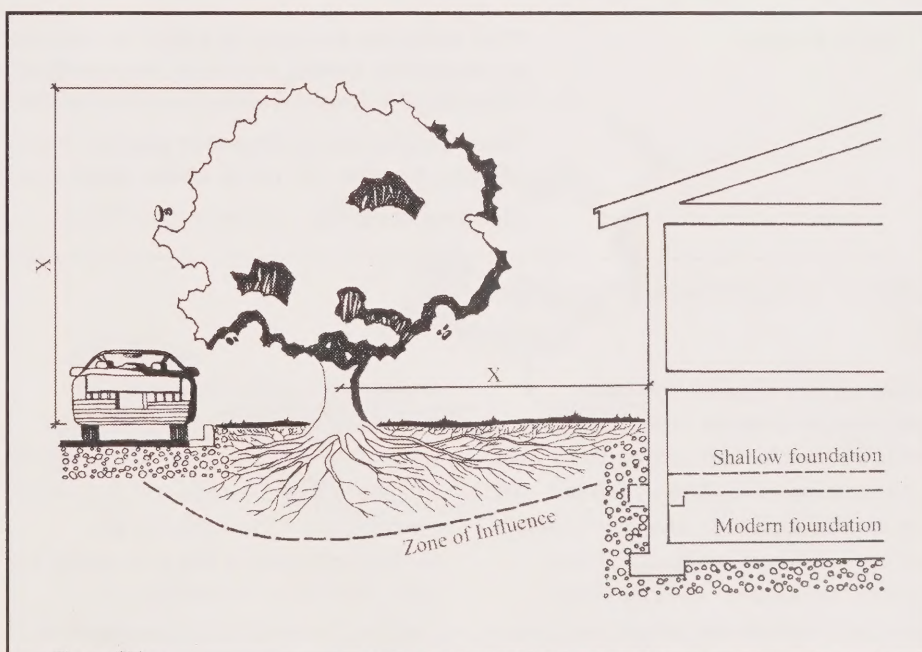 X
X
Shallow foundation
Zone of Influence
Modern foundation